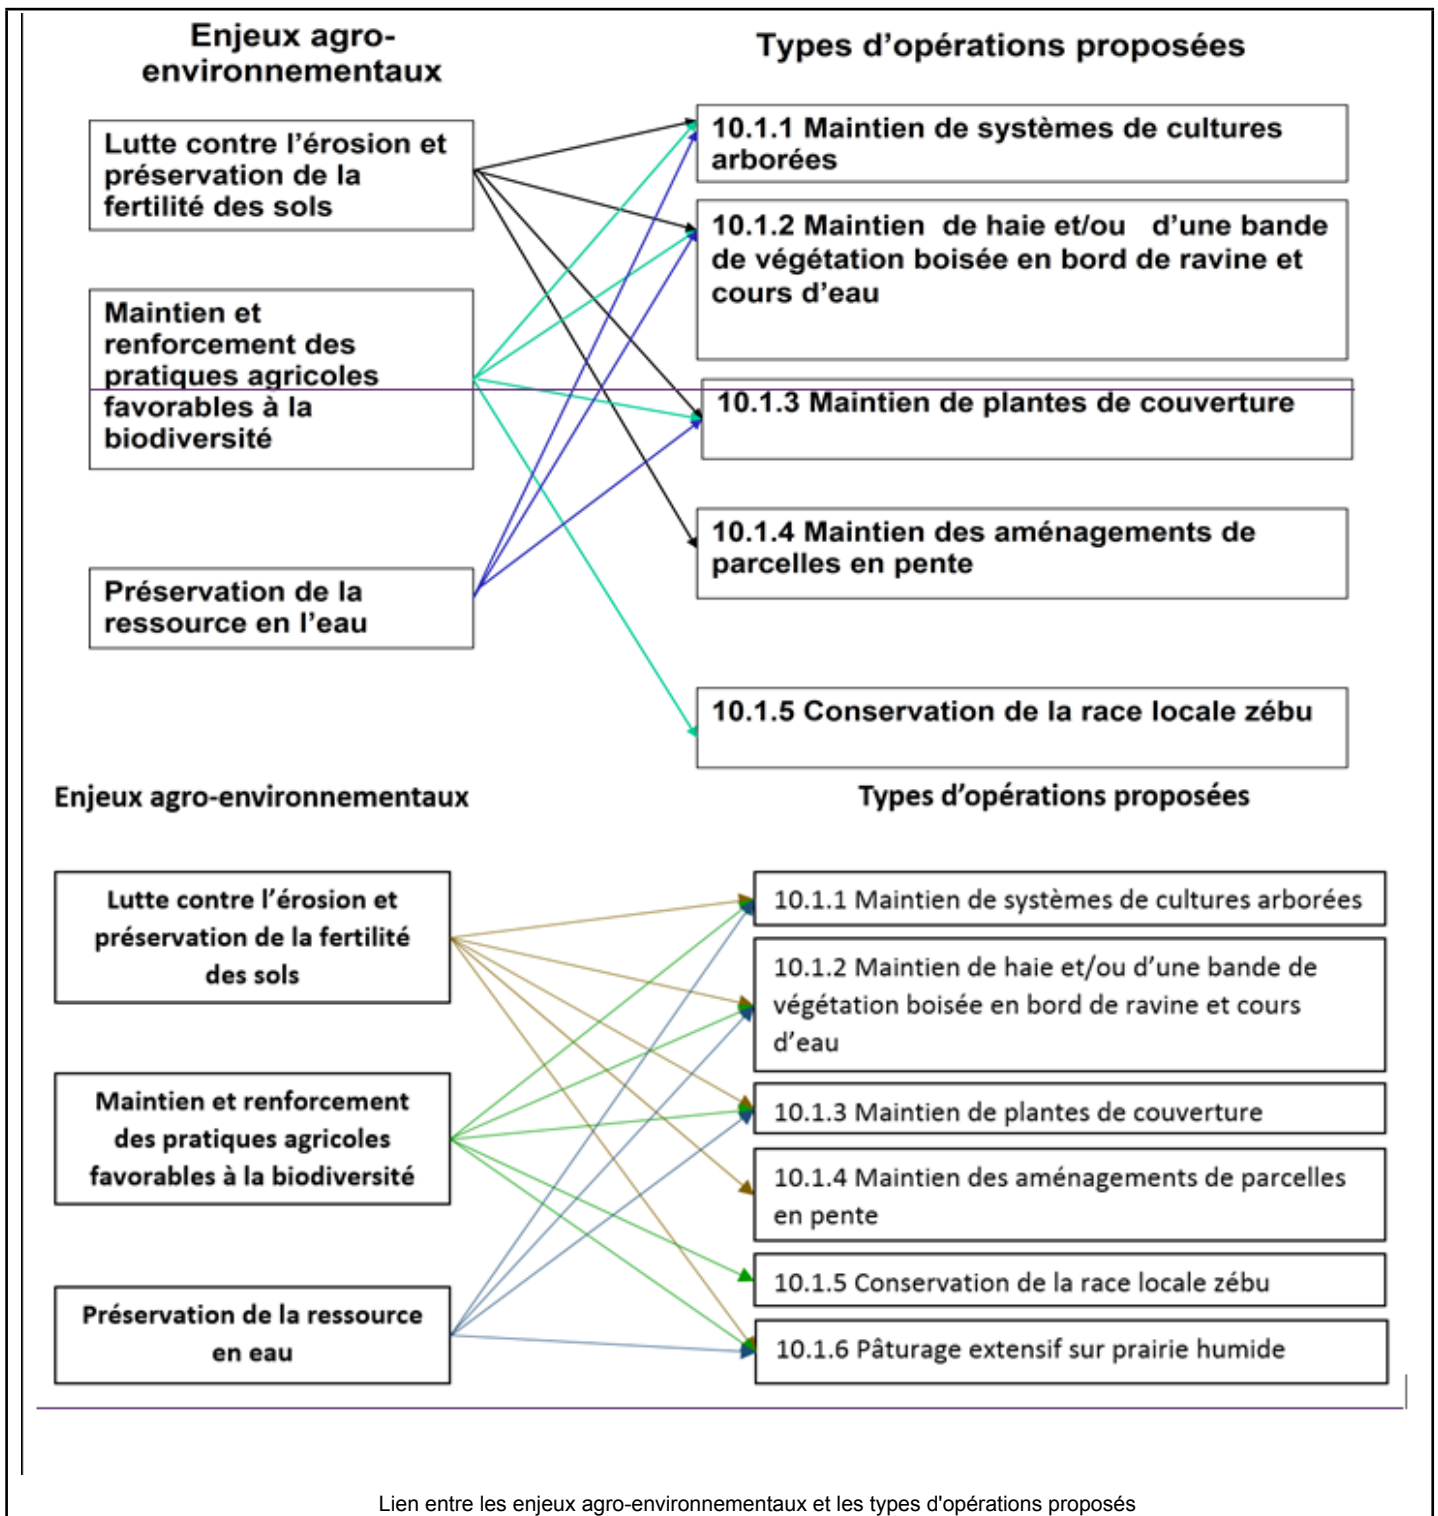 Enjeux agro-
environnementaux
Types d'opérations proposées
Lutte contre l'érosion et
préservation de la
fertilité des sols
Maintien et
renforcement des
pratiques agricoles
favorables à la
biodiversité
Préservation de la
ressource en l'eau
10.1.1 Maintien de systèmes de cultures
arborées
10.1.2 Maintien de haie et/ou d'une bande
de végétation boisée en bord de ravine et
cours d'eau
10.1.3 Maintien de plantes de couverture
10.1.4 Maintien des aménagements de
parcelles en pente
10.1.5 Conservation de la race locale zébu
Enjeux agro-environnementaux
Types d'opérations proposées
Lutte contre l'érosion et
préservation de la fertilité
des sols
Maintien et renforcement
des pratiques agricoles
favorables à la biodiversité
Préservation de la ressource
en eau
10.1.1 Maintien de systèmes de cultures arborées
10.1.2 Maintien de haie et/ou d'une bande de
végétation boisée en bord de ravine et cours
d'eau
10.1.3 Maintien de plantes de couverture
10.1.4 Maintien des aménagements de parcelles
en pente
10.1.5 Conservation de la race locale zébu
10.1.6 Pâturage extensif sur prairie humide
Lien entre les enjeux agro-environnementaux et les types d'opérations proposés